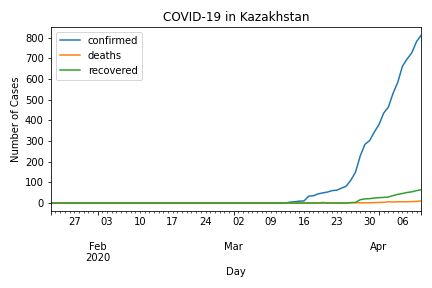 COVID-19 in Kazakhstan
confirmed
deaths
recovered
Number of Cases
800
700
600
500
400
300
200
100
0
27 03 10 17 24 02 09 16 23 30 06
Feb Mar Apr
2020
Day